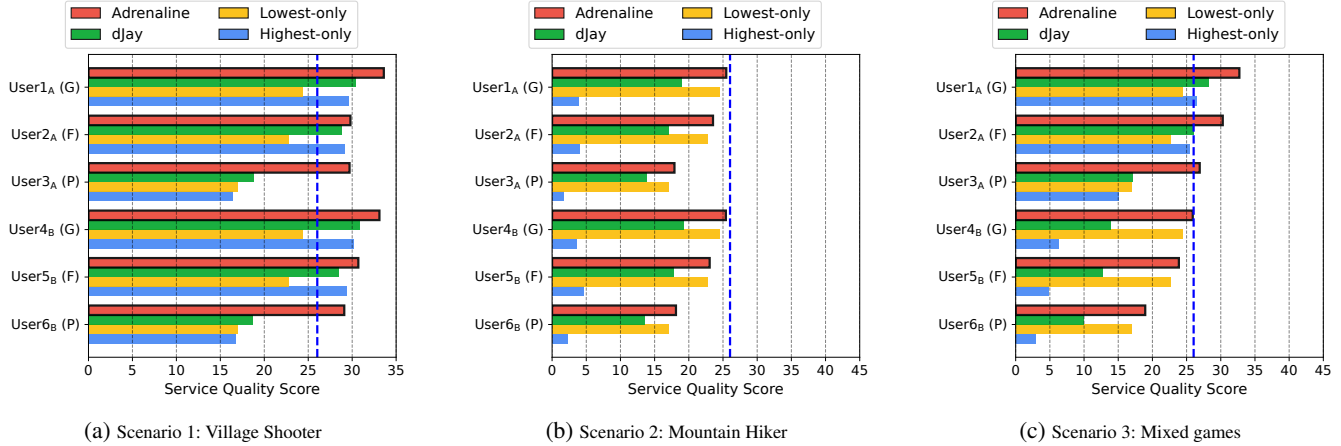 Adrenaline Lowest-only
dJay Highest-only
User1A (G)
User2A (F)
User3A (P)
User4B (G)
User5B (F)
User6B (P)
0 5 10 15 20 25 30 35
Service Quality Score
(a) Scenario 1: Village Shooter
Adrenaline Lowest-only
dJay Highest-only
User1A (G)
User2A (F)
User3A (P)
User4B (G)
User5B (F)
User6B (P)
0 5 10 15 20 25 30 35 40 45
Service Quality Score
(b) Scenario 2: Mountain Hiker
Adrenaline Lowest-only
dJay Highest-only
User1A (G)
User2A (F)
User3A (P)
User4B (G)
User5B (F)
User6B (P)
0 5 10 15 20 25 30 35 40 45
Service Quality Score
(c) Scenario 3: Mixed games